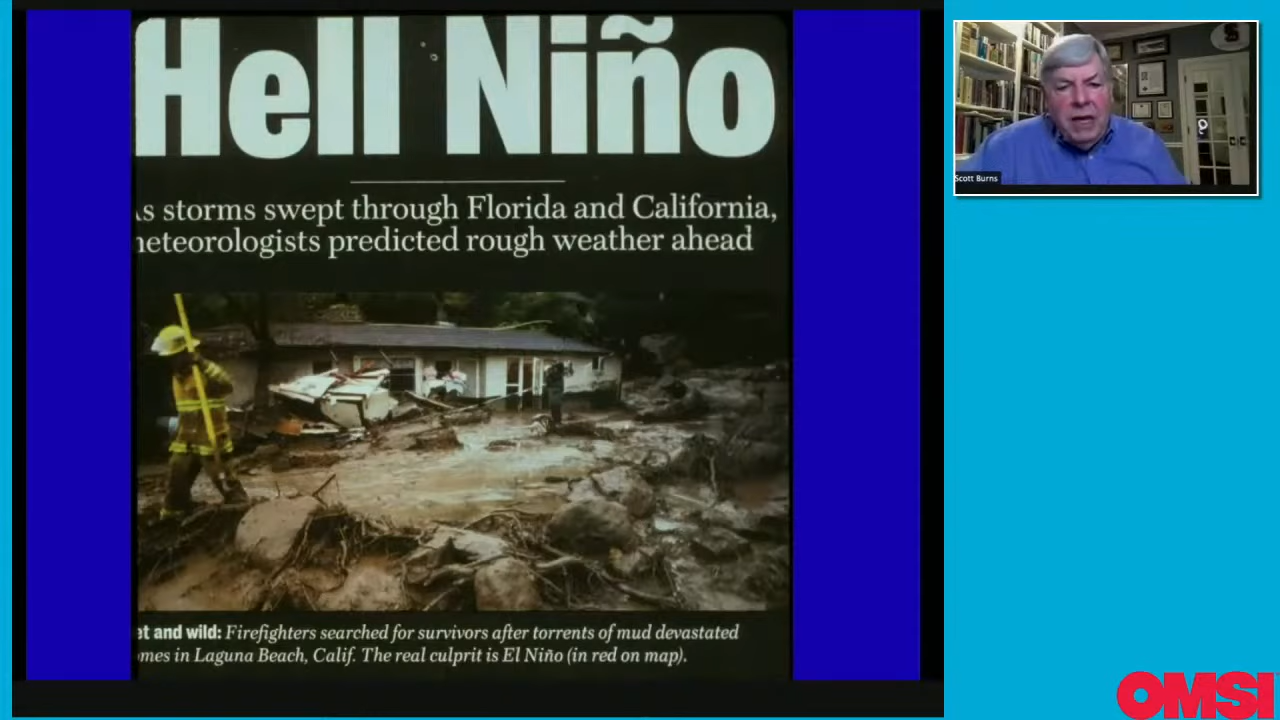 Hell Niño
s storms swept through Florida and California,
eteorologists predicted rough weather ahead
et and wild: Firefighters searched for survivors after torrents of mud devastated
mes in Laguna Beach, Calif. The real culprit is El Niño (in red on map).
Scott Burns
OMSI